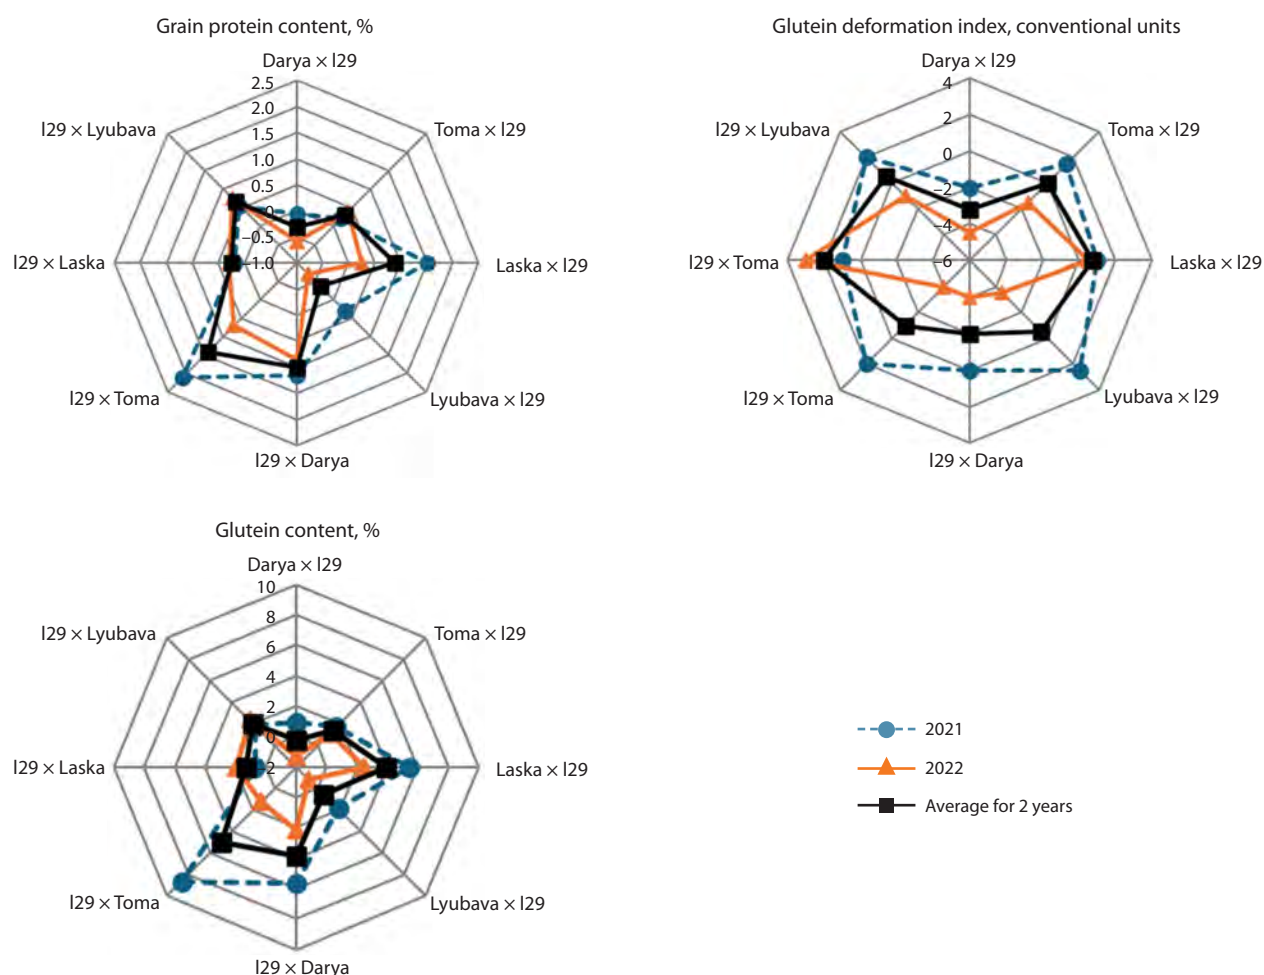 Grain protein content, %
Darya × l29
2.5
2.0
1.5
1.0
0.5
0
–0.5
–1.0
l29 × Lyubava
Toma × l29
l29 × Laska
Laska × l29
l29 × Toma
Lyubava × l29
l29 × Darya
Glutein deformation index, conventional units
Darya × l29
4
2
0
–2
–4
–6
l29 × Lyubava
Toma × l29
l29 × Toma
Laska × l29
l29 × Toma
Lyubava × l29
l29 × Darya
Glutein content, %
Darya × l29
10
8
6
4
2
0
–2
l29 × Lyubava
Toma × l29
l29 × Laska
Laska × l29
l29 × Toma
Lyubava × l29
l29 × Darya
2021
2022
Average for 2 years